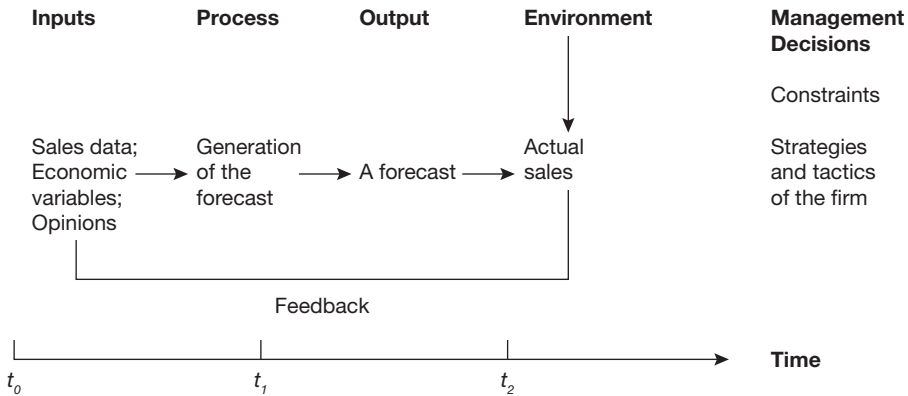 Inputs
Process
Output
Environment
Management
Decisions
Constraints
Sales data;
Economic
variables;
Opinions
Generation
of the
forecast
A forecast
Actual
sales
Strategies
and tactics
of the firm
Feedback
Time
t0
t1
t2